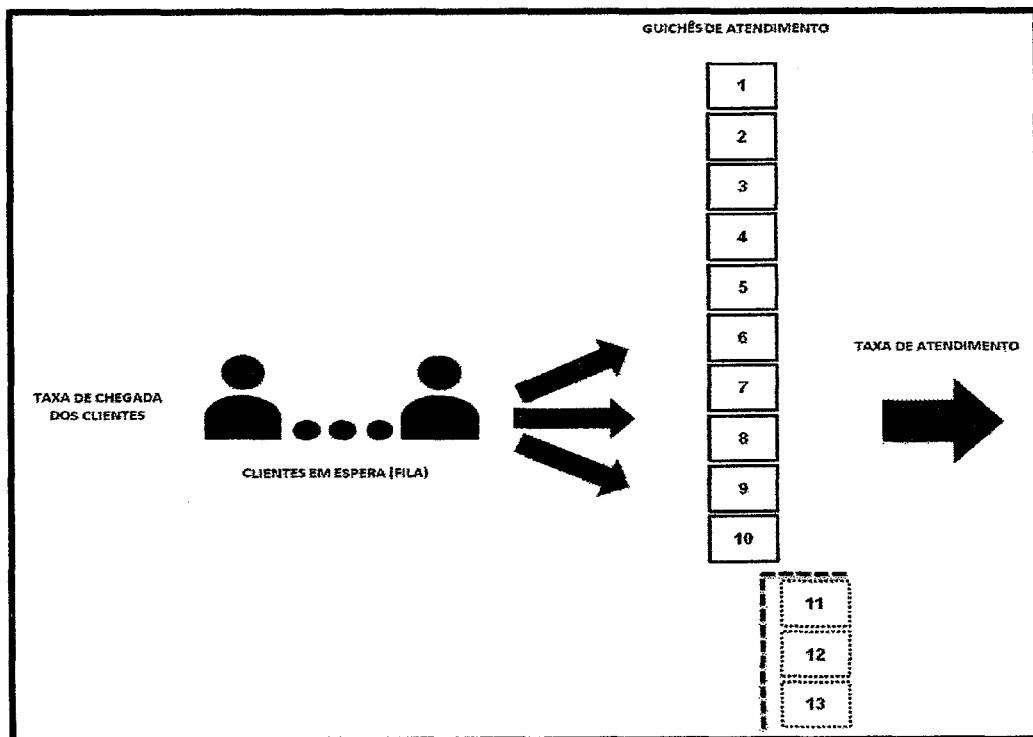 GUICHÊS DE ATENDIMENTO
1
2
3
4
5
6
7
8
9
10
11
12
13
TAXA DE CHEGADA
DOS CLIENTES
CLIENTES EM ESPERA (FILA)
TAXA DE ATENDIMENTO